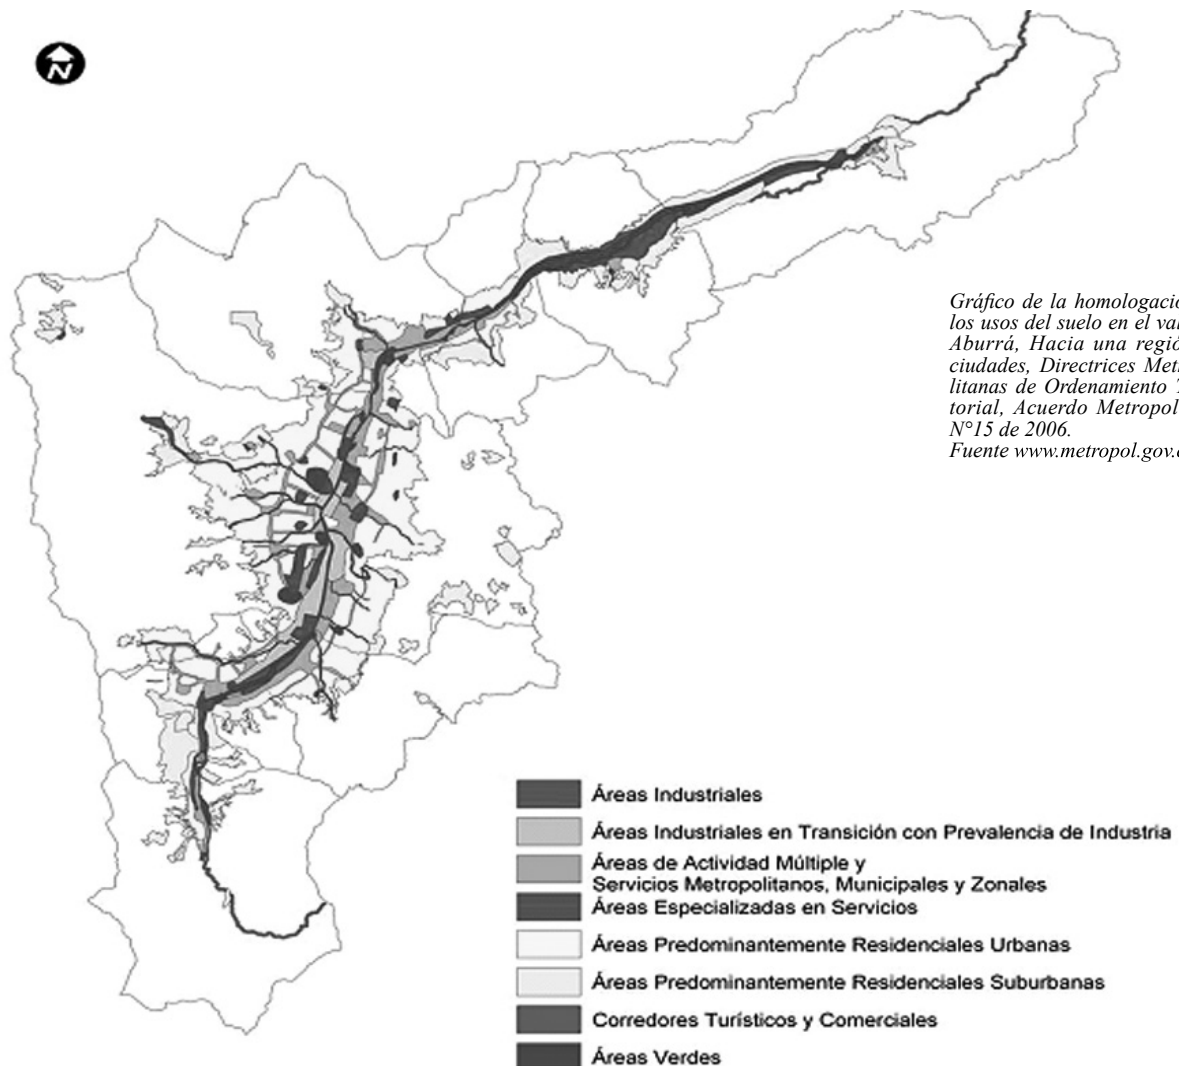 N
Gráfico de la homologació
los usos del suelo en el val
Aburrá, Hacia una regió
ciudades, Directrices Metr
litanas de Ordenamiento T
torial, Acuerdo Metropol
N°15 de 2006.
Fuente www.metropol.gov.c
Áreas Industriales
Áreas Industriales en Transición con Prevalencia de Industria
Áreas de Actividad Múltiple y
Servicios Metropolitanos, Municipales y Zonales
Áreas Especializadas en Servicios
Áreas Predominantemente Residenciales Urbanas
Áreas Predominantemente Residenciales Suburbanas
Corredores Turísticos y Comerciales
Áreas Verdes